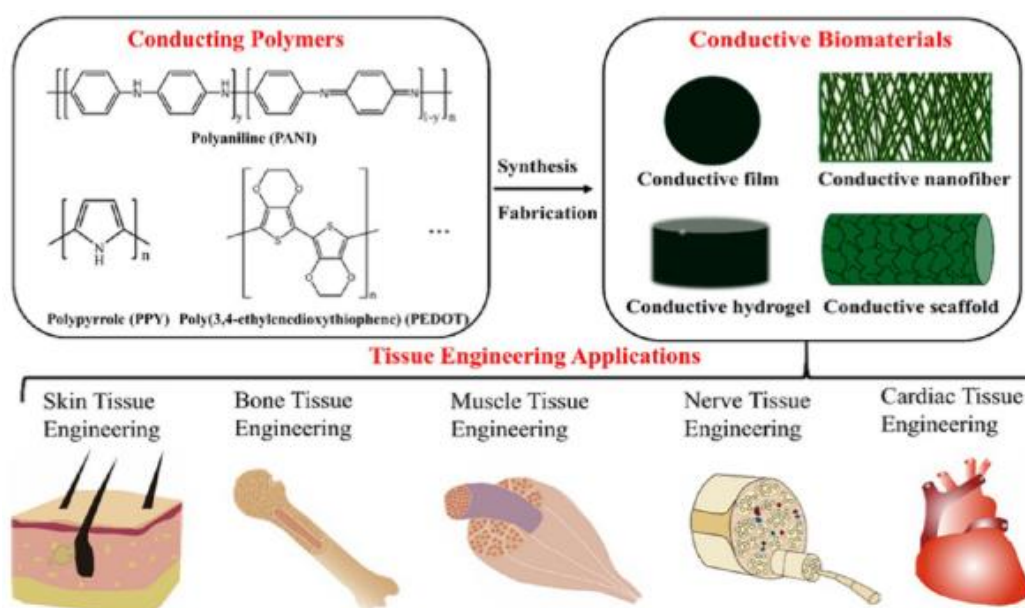 Conducting Polymers
H
N
H
N
N
N
y
1-y
n
Polyaniline (PANI)
O
O
S
S
O
O
n
N
H
n
...
Polypyrrole (PPY)
Poly(3,4-ethylenedioxythiophene) (PEDOT)
Synthesis
Fabrication
Conductive Biomaterials
Conductive film
Conductive nanofiber
Conductive hydrogel
Conductive scaffold
Tissue Engineering Applications
Skin Tissue
Engineering
Bone Tissue
Engineering
Muscle Tissue
Engineering
Nerve Tissue
Engineering
Cardiac Tissue
Engineering